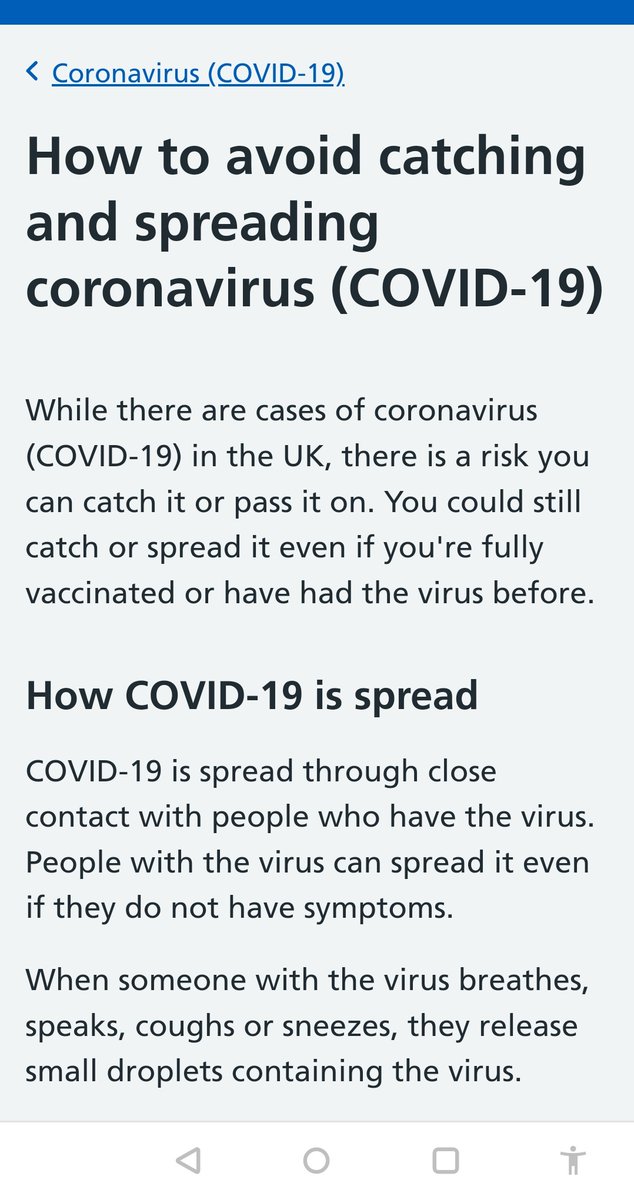 Coronavirus (COVID-19)
How to avoid catching
and spreading
coronavirus (COVID-19)
While there are cases of coronavirus
(COVID-19) in the UK, there is a risk you
can catch it or pass it on. You could still
catch or spread it even if you're fully
vaccinated or have had the virus before.
How COVID-19 is spread
COVID-19 is spread through close
contact with people who have the virus.
People with the virus can spread it even
if they do not have symptoms.
When someone with the virus breathes,
speaks, coughs or sneezes, they release
small droplets containing the virus.